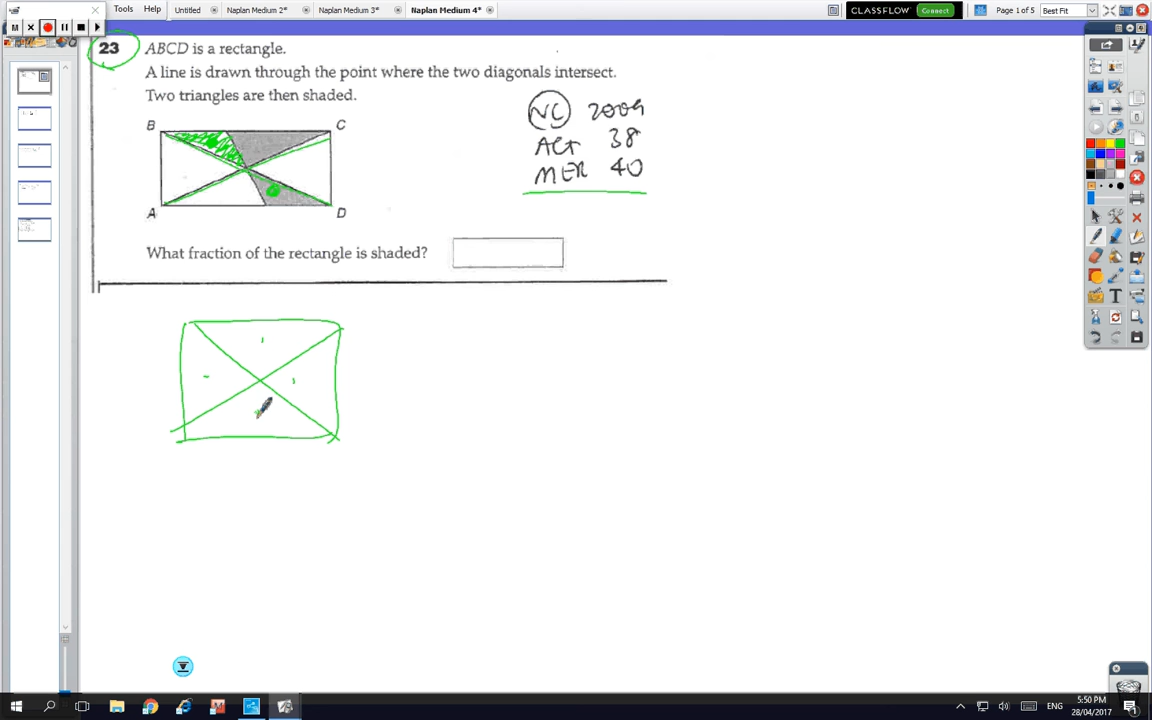 Tools
Untitled
Naplan Medium 2*
Naplan Medium 3*
Naplan Medium 4*
CLASSFLOW
Connect
Page 1 of 5
Best Fit
M
23
ABCD is a rectangle.
A line is drawn through the point where the two diagonals intersect.
Two triangles are then shaded.
B
C
A
D
NC 2009
ACT 38
MER 40
What fraction of the rectangle is shaded?
T
ENG
5:50 PM
28/04/2017